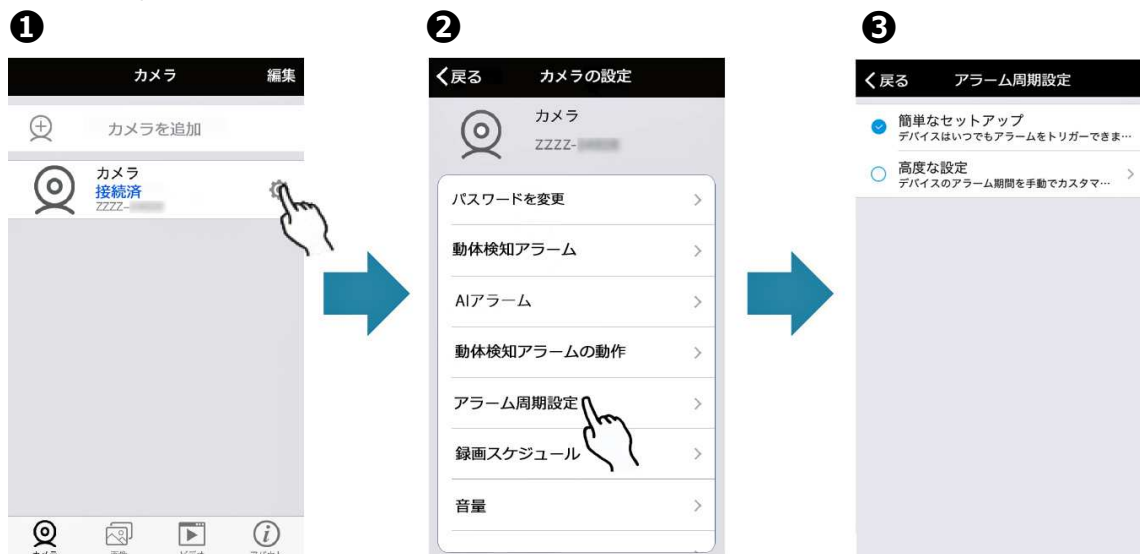 ❶
カメラ 編集
カメラを追加
カメラ
接続済
ZZZZ-
❷
戻る カメラの設定
カメラ
ZZZZ-
パスワードを変更
動体検知アラーム
AIアラーム
動体検知アラームの動作
アラーム周期設定
録画スケジュール
音量
❸
戻る アラーム周期設定
簡単なセットアップ
デバイスはいつでもアラームをトリガーできま…
高度な設定
デバイスのアラーム期間を手動でカスタマ…